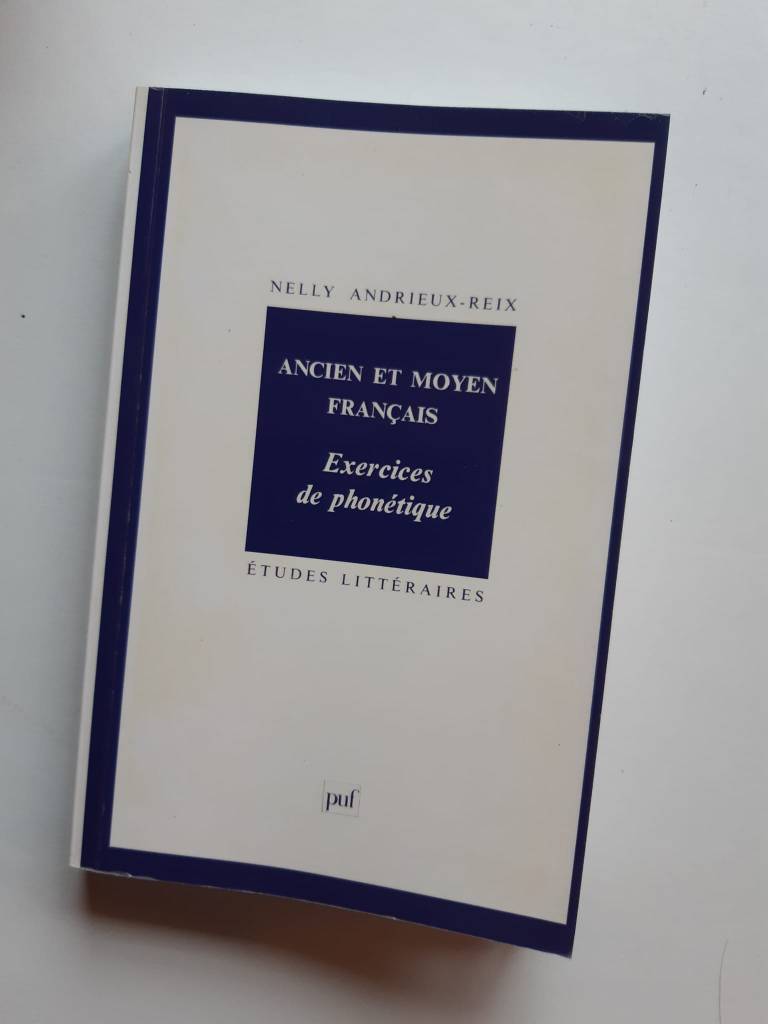 NELLY ANDRIEUX-REIX
ANCIEN ET MOYEN
FRANÇAIS
Exercices
de phonétique
ÉTUDES LITTÉRAIRES
puf